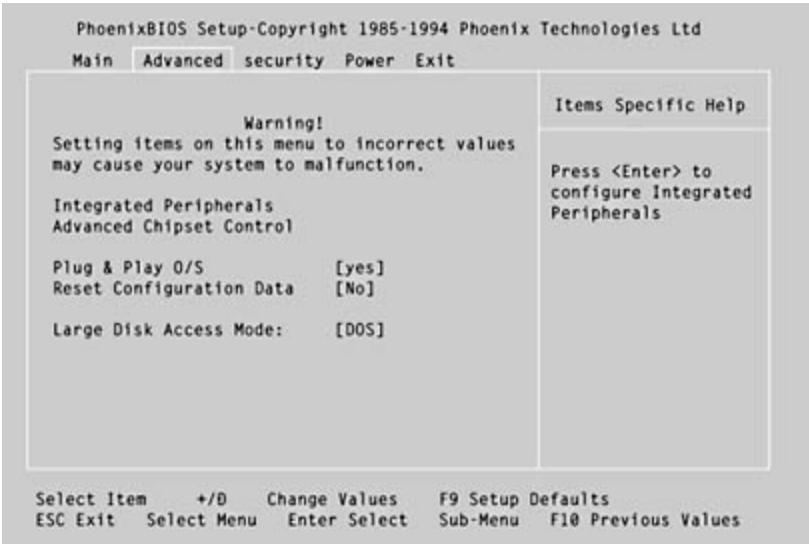 PhoenixBIOS Setup-Copyright 1985-1994 Phoenix Technologies Ltd
Main Advanced security Power Exit
Warning!
Setting items on this menu to incorrect values
may cause your system to malfunction.
Integrated Peripherals
Advanced Chipset Control
Plug & Play O/S [yes]
Reset Configuration Data [No]
Large Disk Access Mode: [DOS]
Items Specific Help
Press <Enter> to
configure Integrated
Peripherals
Select Item +/Ð Change Values F9 Setup Defaults
ESC Exit Select Menu Enter Select Sub-Menu F10 Previous Values